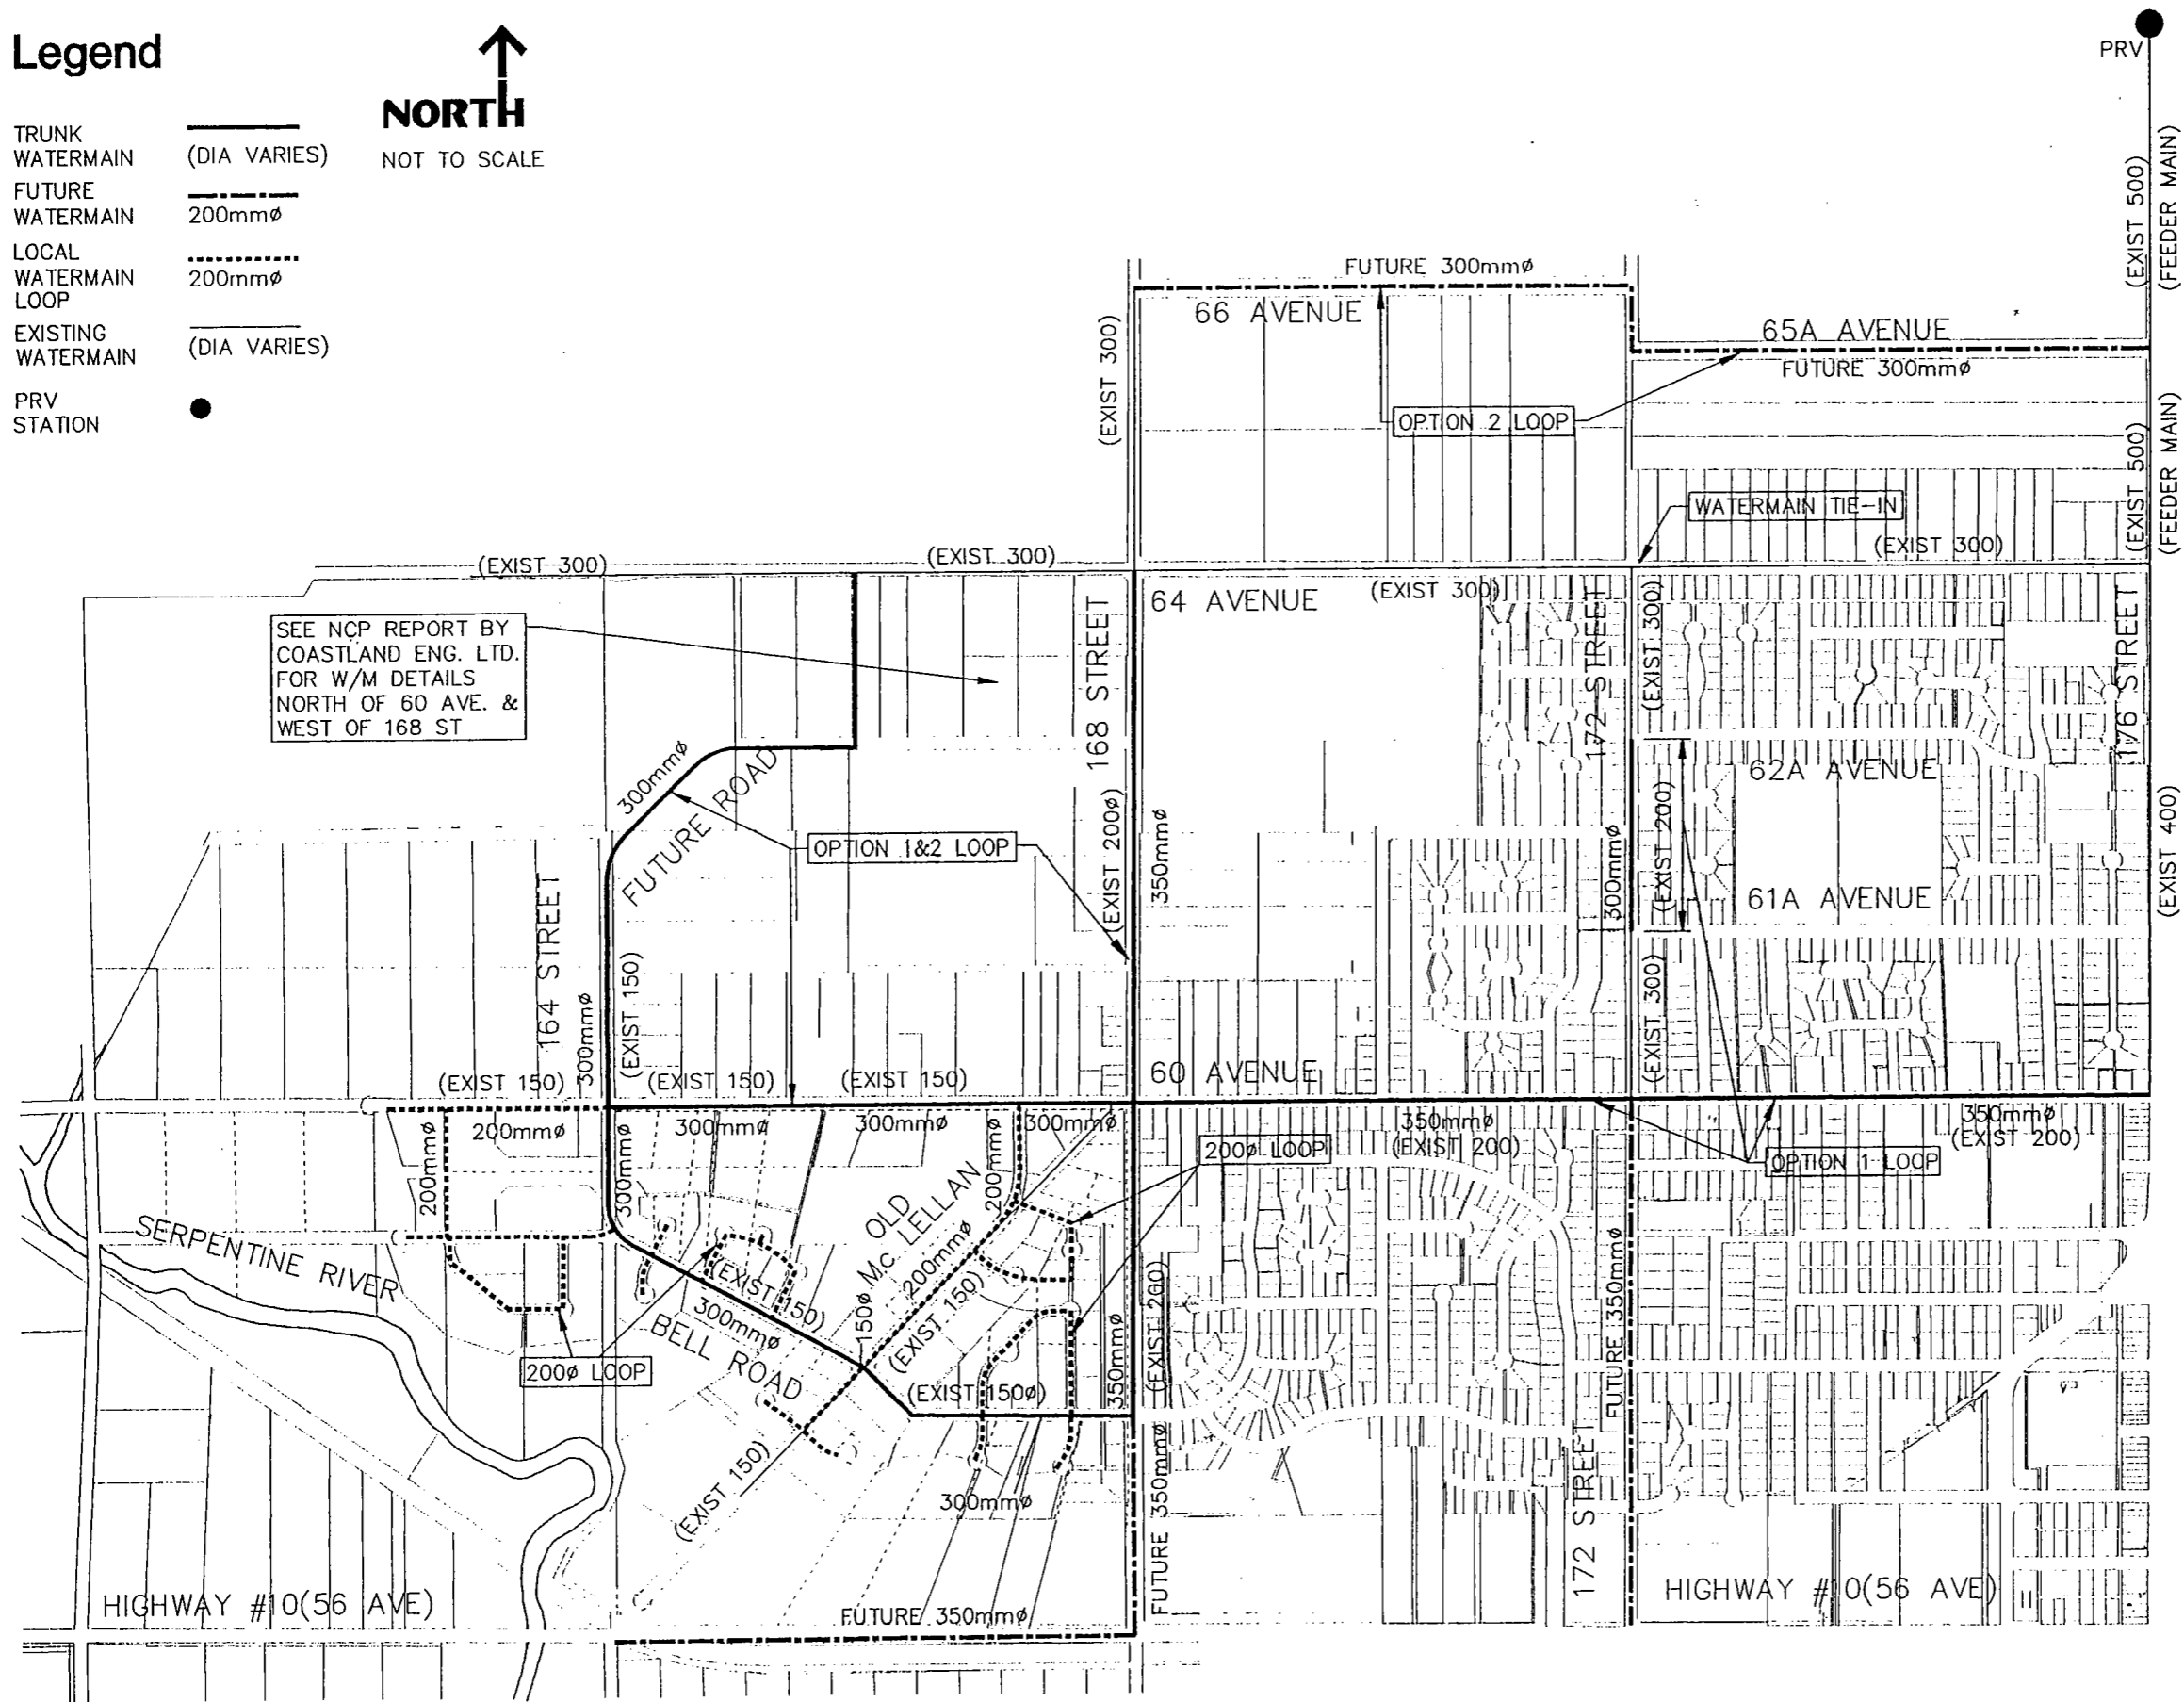 Legend
NORTH
NOT TO SCALE
TRUNK
WATERMAIN
(DIA VARIES)
FUTURE
WATERMAIN
200mmø
LOCAL
WATERMAIN
LOOP
200mmø
EXISTING
WATERMAIN
(DIA VARIES)
PRV
STATION
PRV
(EXIST 500)
(FEEDER MAIN)
FUTURE 300mmø
66 AVENUE
65A AVENUE
FUTURE 300mmø
(EXIST 300)
OPTION 2 LOOP
(EXIST 500)
(FEEDER MAIN)
WATERMAIN TIE-IN
(EXIST 300)
(EXIST 300)
(EXIST 300)
64 AVENUE
(EXIST 300)
SEE NCP REPORT BY
COASTLAND ENG. LTD.
FOR W/M DETAILS
NORTH OF 60 AVE. &
WEST OF 168 ST
168 STREET
172 STREET
(EXIST 300)
176 STREET
300mmø
FUTURE ROAD
62A AVENUE
OPTION 1&2 LOOP
(EXIST 200ø)
350mmø
300mmø
(EXIST 200)
61A AVENUE
(EXIST 400)
164 STREET
300mmø
(EXIST 150)
(EXIST 300)
(EXIST 150)
(EXIST 150)
(EXIST 150)
60 AVENUE
200mmø
200mmø
300mmø
300mmø
300mmø
200mmø
300mmø
350mmø
(EXIST 200)
350mmø
(EXIST 200)
200ø LOOP
OPTION 1 LOOP
OLD
Mc LELLAN
SERPENTINE RIVER
(EXIST 150)
300mmø
BELL ROAD
150ø
200mmø
(EXIST 150)
350mmø
(EXIST 200)
FUTURE 350mmø
200ø LOOP
(EXIST 150ø)
(EXIST 150)
300mmø
FUTURE 350mmø
172 STREET
HIGHWAY #10(56 AVE)
FUTURE 350mmø
HIGHWAY #10(56 AVE)